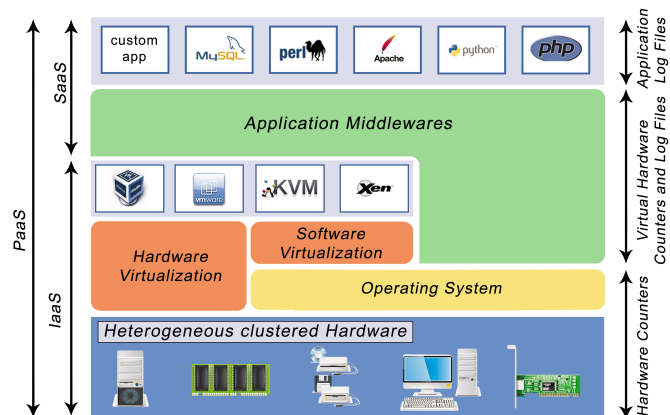 PaaS
SaaS
IaaS
custom
app
MySQL
perl
Apache
python
php
Application Middlewares
vmware
KVM
Xen
Hardware
Virtualization
Software
Virtualization
Operating System
Heterogeneous clustered Hardware
Application
Log Files
Virtual Hardware
Counters and Log Files
Hardware Counters